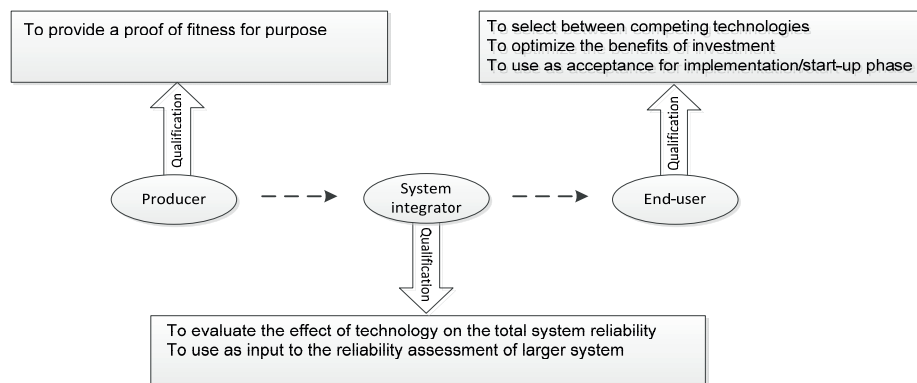 To provide a proof of fitness for purpose
To select between competing technologies
To optimize the benefits of investment
To use as acceptance for implementation/start-up phase
Qualification
Qualification
Producer
System
integrator
End-user
Qualification
To evaluate the effect of technology on the total system reliability
To use as input to the reliability assessment of larger system